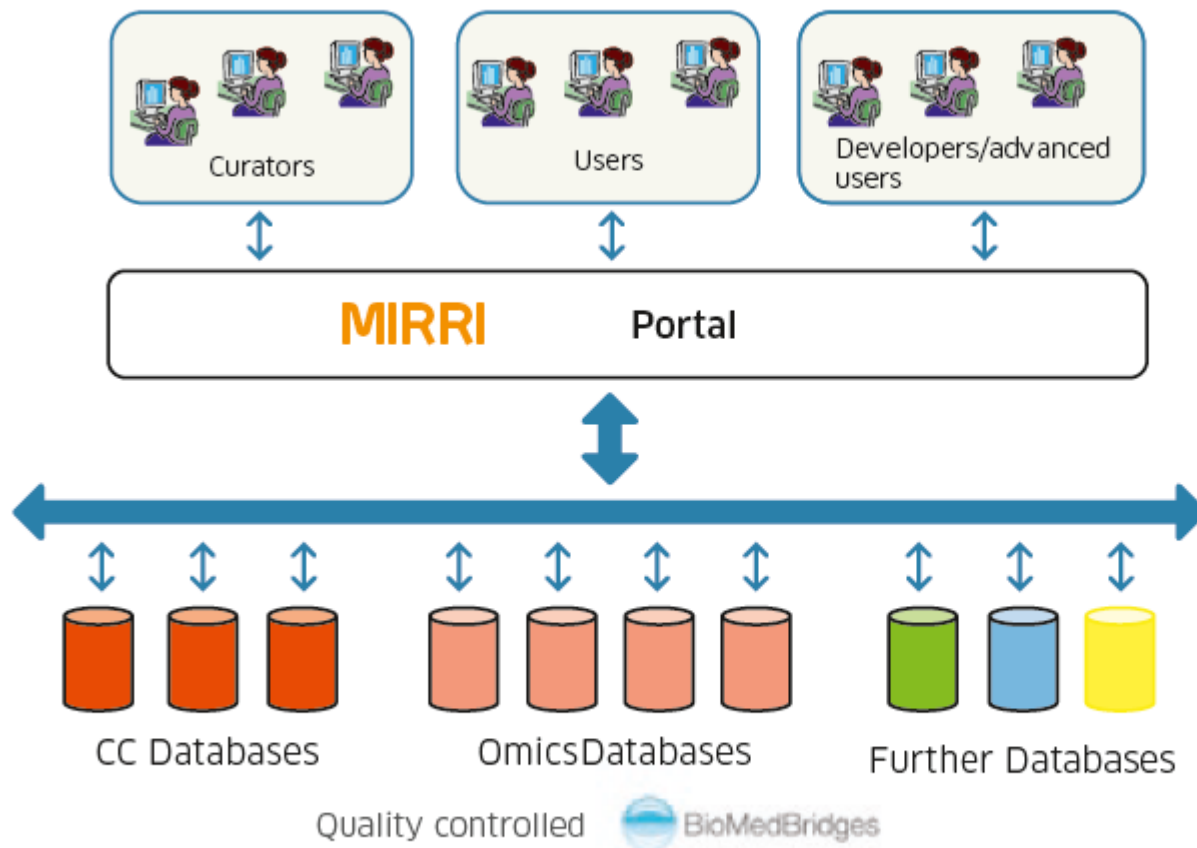 Curators
Users
Developers/advanced
users
MIRRI Portal
CC Databases
OmicsDatabases
Further Databases
Quality controlled BioMedBridges